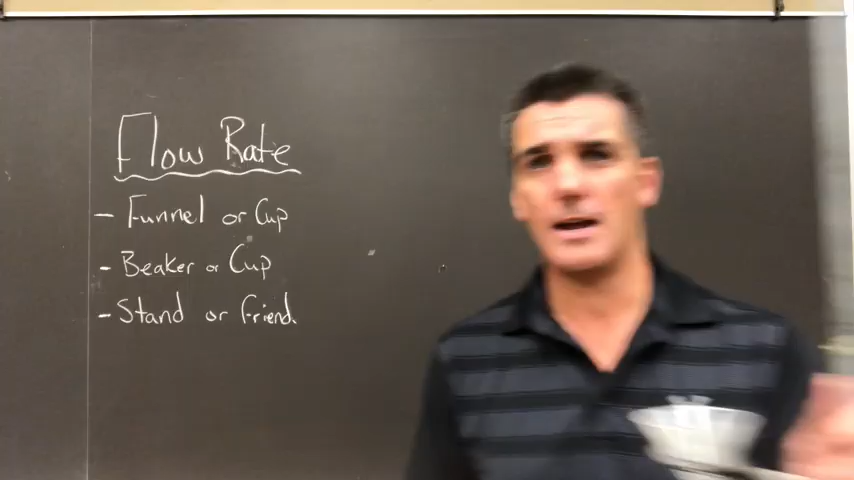 Flow Rate
- Funnel or Cup
- Beaker or Cup
- Stand or Friend.